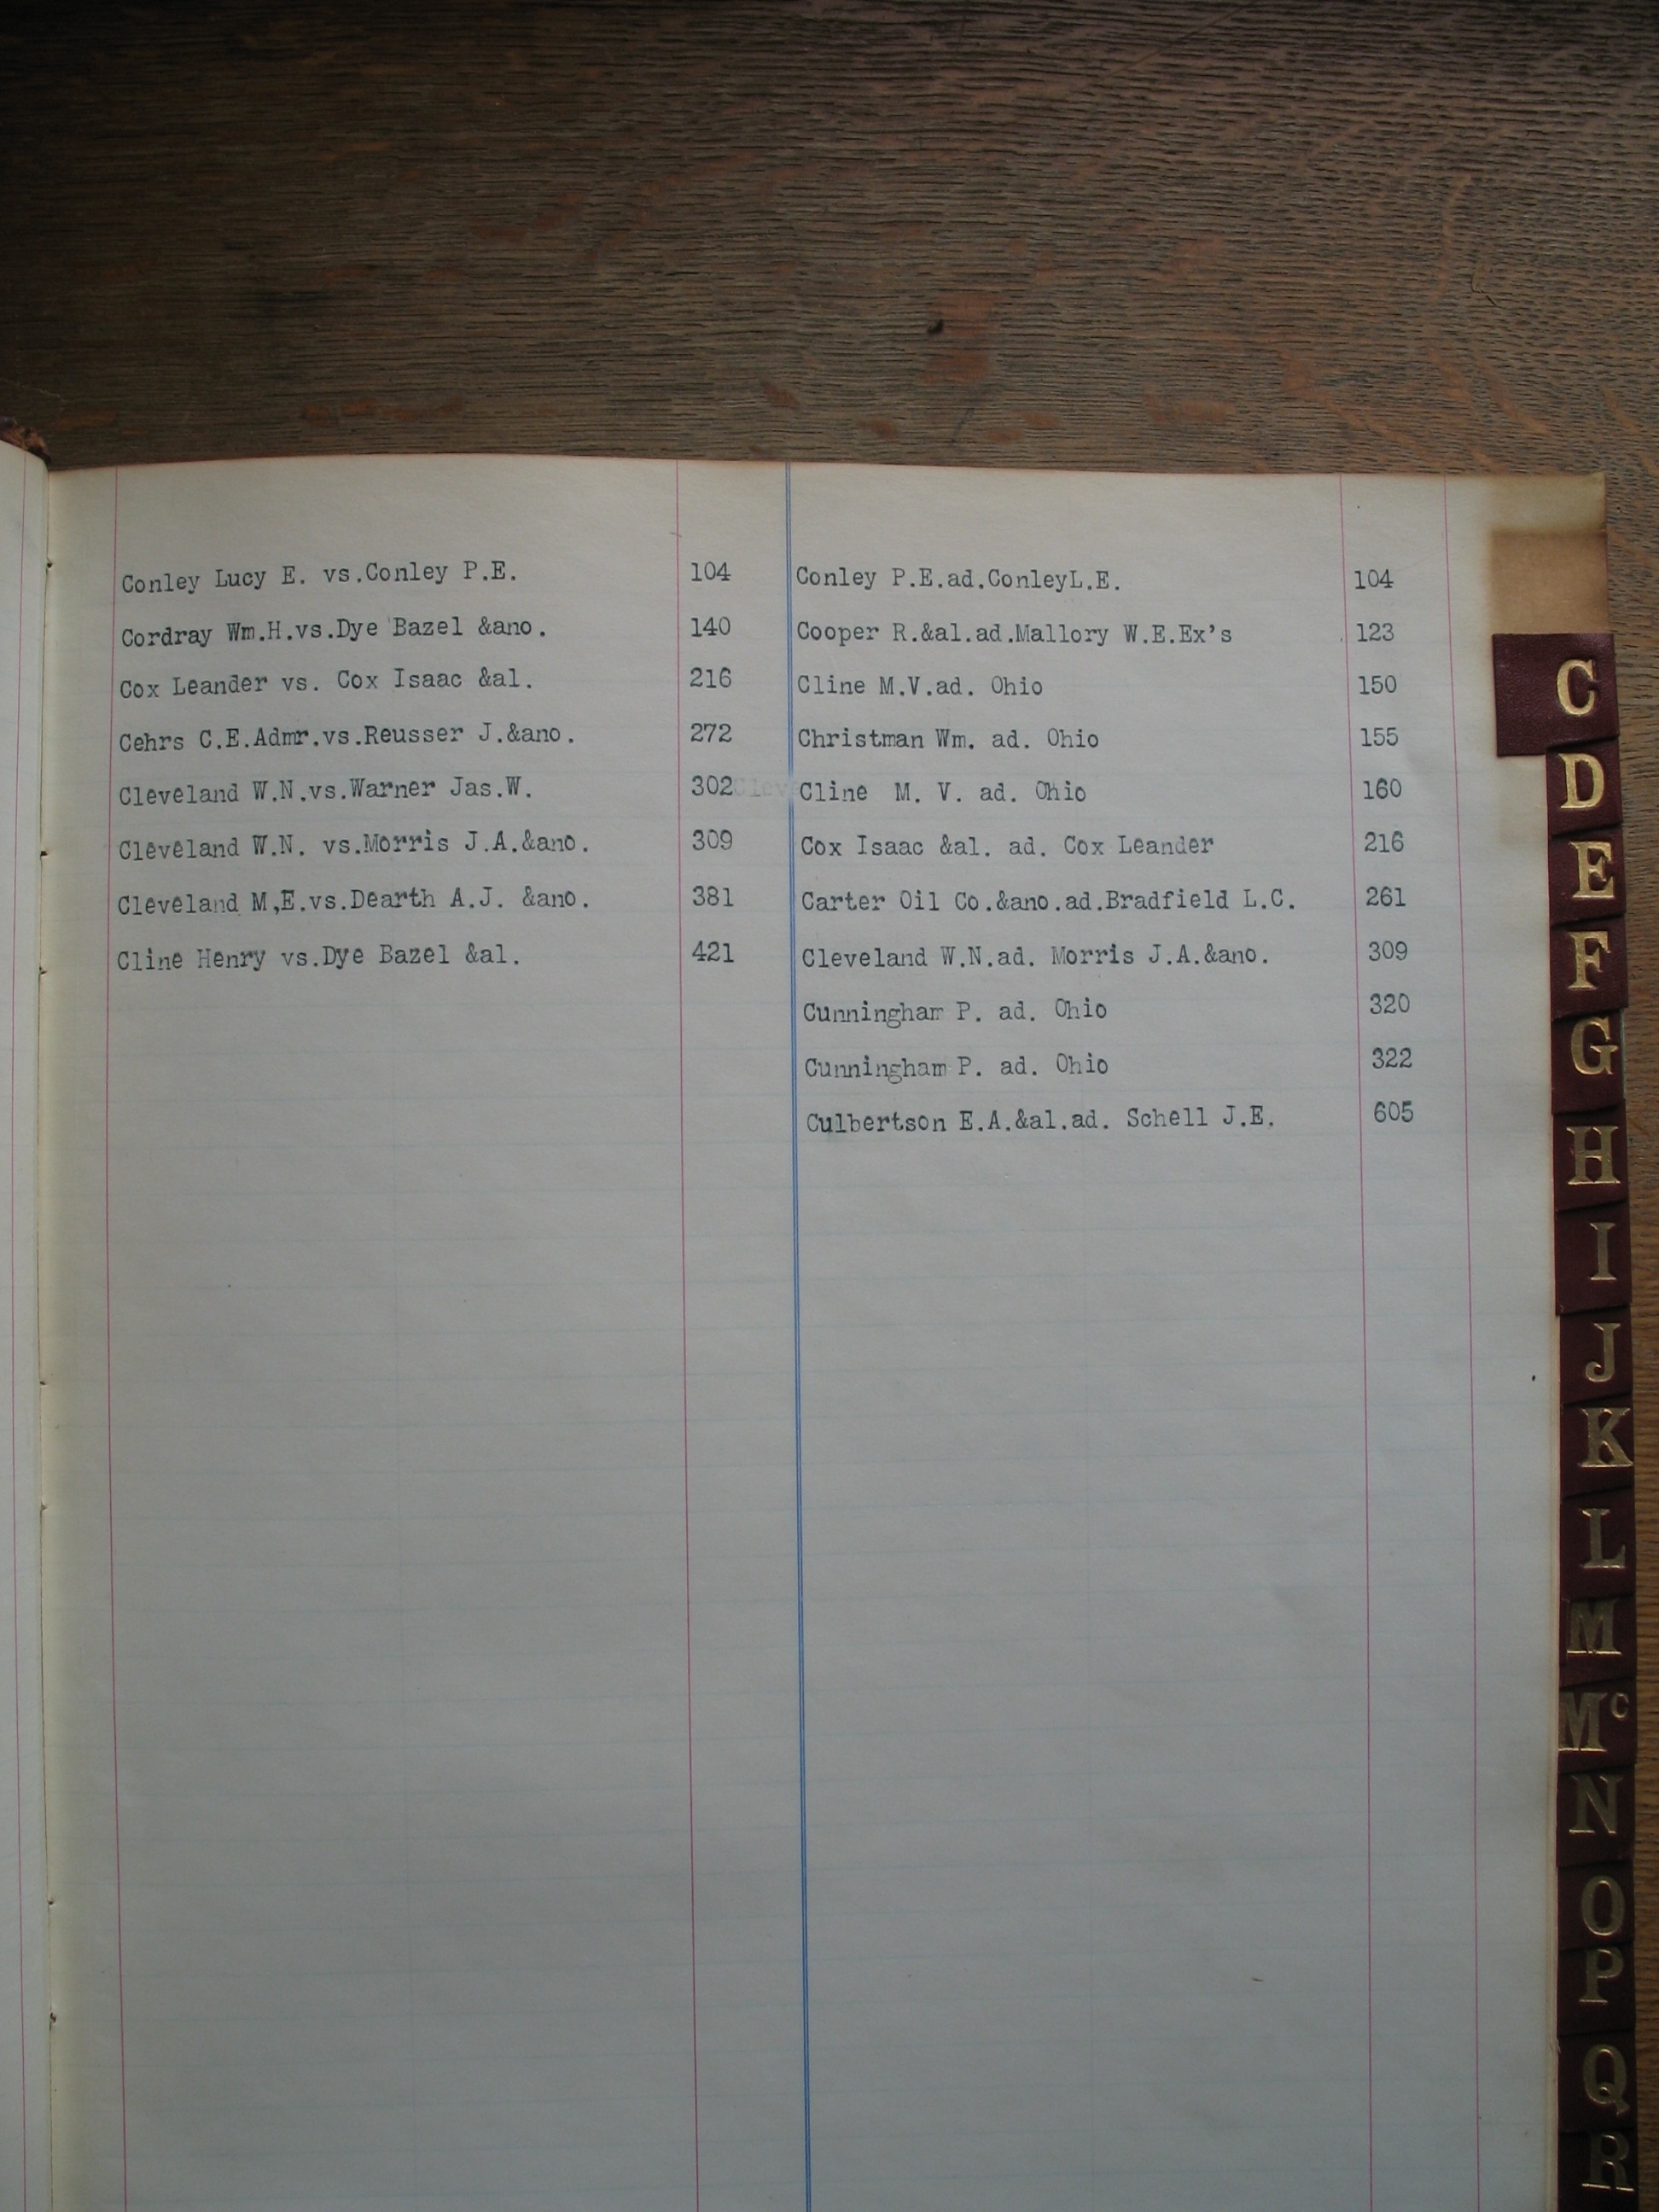 Conley Lucy E. vs.Conley P.E. 104
Cordray Wm.H.vs.Dye Bazel &ano. 140
Cox Leander vs. Cox Isaac &al. 216
Cehrs C.E.Admr.vs.Reusser J.&ano. 272
Cleveland W.N.vs.Warner Jas.W. 302
Cleveland W.N. vs.Morris J.A.&ano. 309
Cleveland M,E.vs.Dearth A.J. &ano. 381
Cline Henry vs.Dye Bazel &al. 421
Conley P.E.ad.ConleyL.E. 104
Cooper R.&al.ad.Mallory W.E.Ex's 123
Cline M.V.ad. Ohio 150
Christman Wm. ad. Ohio 155
Cline M. V. ad. Ohio 160
Cox Isaac &al. ad. Cox Leander 216
Carter Oil Co.&ano.ad.Bradfield L.C. 261
Cleveland W.N.ad. Morris J.A.&ano. 309
Cunningham P. ad. Ohio 320
Cunningham P. ad. Ohio 322
Culbertson E.A.&al.ad. Schell J.E. 605
C
D
E
F
G
H
I
J
K
L
M
Mc
N
O
P
Q
R